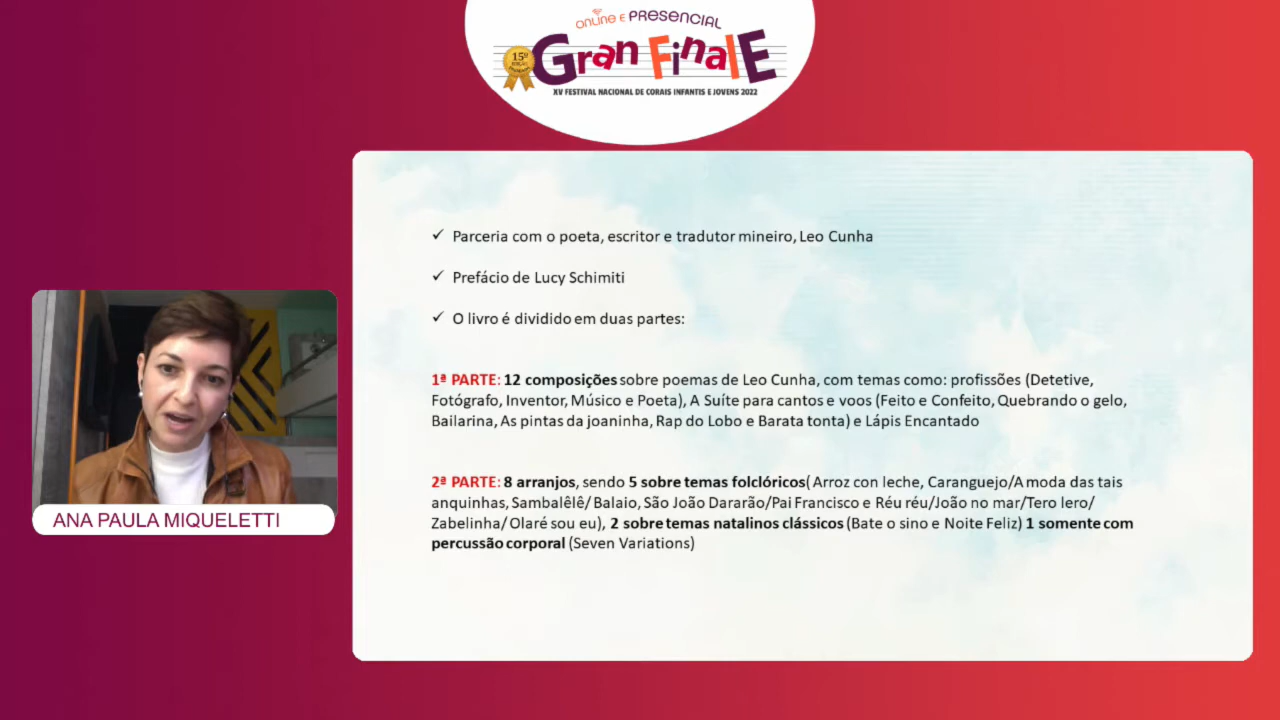 ONLINE E PRESENCIAL
15ª
Gran Finale
XV FESTIVAL NACIONAL DE CORAIS INFANTIS E JOVENS 2022
✓ Parceria com o poeta, escritor e tradutor mineiro, Leo Cunha
✓ Prefácio de Lucy Schimiti
✓ O livro é dividido em duas partes:
1ª PARTE: 12 composições sobre poemas de Leo Cunha, com temas como: profissões (Detetive,
Fotógrafo, Inventor, Músico e Poeta), A Suíte para cantos e voos (Feito e Confeito, Quebrando o gelo,
Bailarina, As pintas da joaninha, Rap do Lobo e Barata tonta) e Lápis Encantado
2ª PARTE: 8 arranjos, sendo 5 sobre temas folclóricos( Arroz con leche, Caranguejo/A moda das tais
anquinhas, Sambalêlê/ Balaio, São João Dararão/Pai Francisco e Réu réu/João no mar/Tero lero/
Zabelinha/ Olaré sou eu), 2 sobre temas natalinos clássicos (Bate o sino e Noite Feliz) 1 somente com
percussão corporal (Seven Variations)
ANA PAULA MIQUELETTI